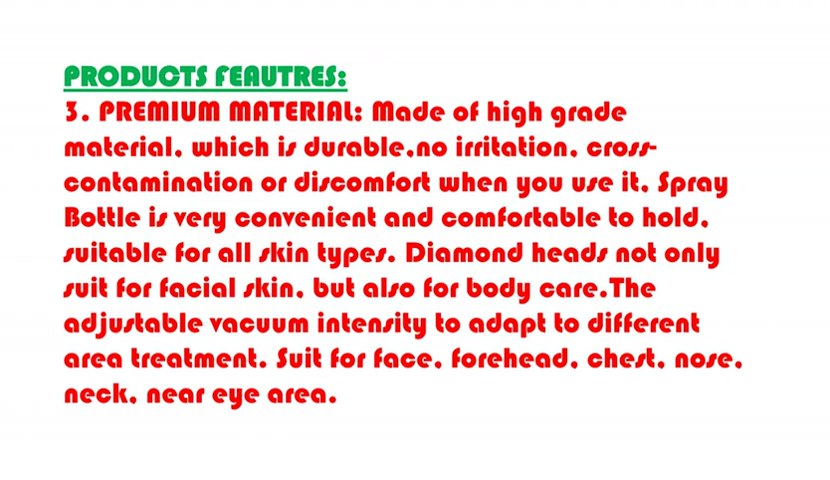 PRODUCTS FEAUTRES:
3. PREMIUM MATERIAL: Made of high grade
material, which is durable,no irritation, cross-
contamination or discomfort when you use it, Spray
Bottle is very convenient and comfortable to hold,
suitable for all skin types. Diamond heads not only
suit for facial skin, but also for body care.The
adjustable vacuum intensity to adapt to different
area treatment. Suit for face, forehead, chest, nose,
neck, near eye area.